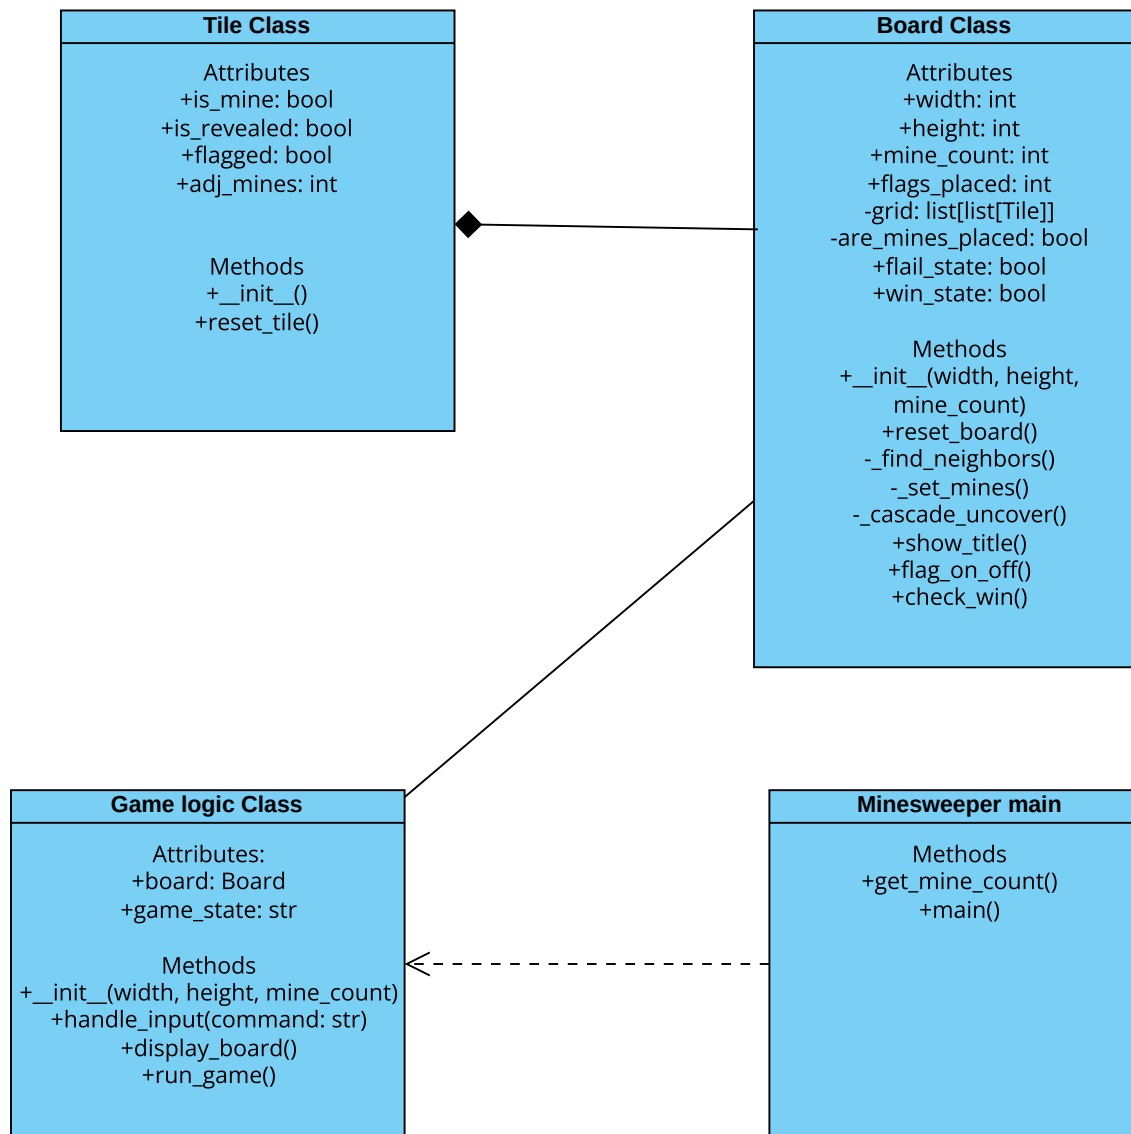 Tile Class
Attributes
+is_mine: bool
+is_revealed: bool
+flagged: bool
+adj_mines: int
Methods
+__init__()
+reset_tile()
Board Class
Attributes
+width: int
+height: int
+mine_count: int
+flags_placed: int
-grid: list[list[Tile]]
-are_mines_placed: bool
+flail_state: bool
+win_state: bool
Methods
+__init__(width, height,
mine_count)
+reset_board()
-_find_neighbors()
-_set_mines()
-_cascade_uncover()
+show_title()
+flag_on_off()
+check_win()
Game logic Class
Attributes:
+board: Board
+game_state: str
Methods
+__init__(width, height, mine_count)
+handle_input(command: str)
+display_board()
+run_game()
Minesweeper main
Methods
+get_mine_count()
+main()